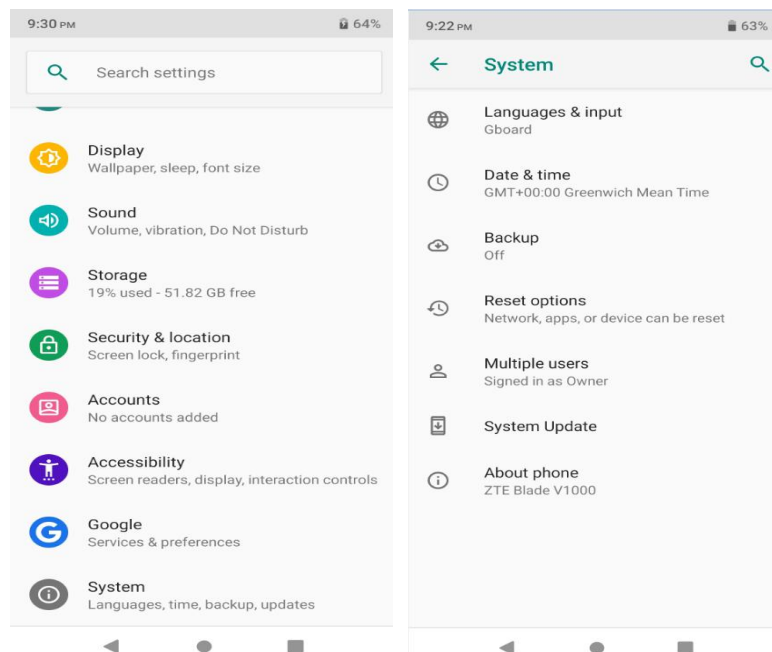 9:30 PM
64%
Search settings
Display
Wallpaper, sleep, font size
Sound
Volume, vibration, Do Not Disturb
Storage
19% used - 51.82 GB free
Security & location
Screen lock, fingerprint
Accounts
No accounts added
Accessibility
Screen readers, display, interaction controls
Google
Services & preferences
System
Languages, time, backup, updates
9:22 PM
63%
System
Languages & input
Gboard
Date & time
GMT+00:00 Greenwich Mean Time
Backup
Off
Reset options
Network, apps, or device can be reset
Multiple users
Signed in as Owner
System Update
About phone
ZTE Blade V1000